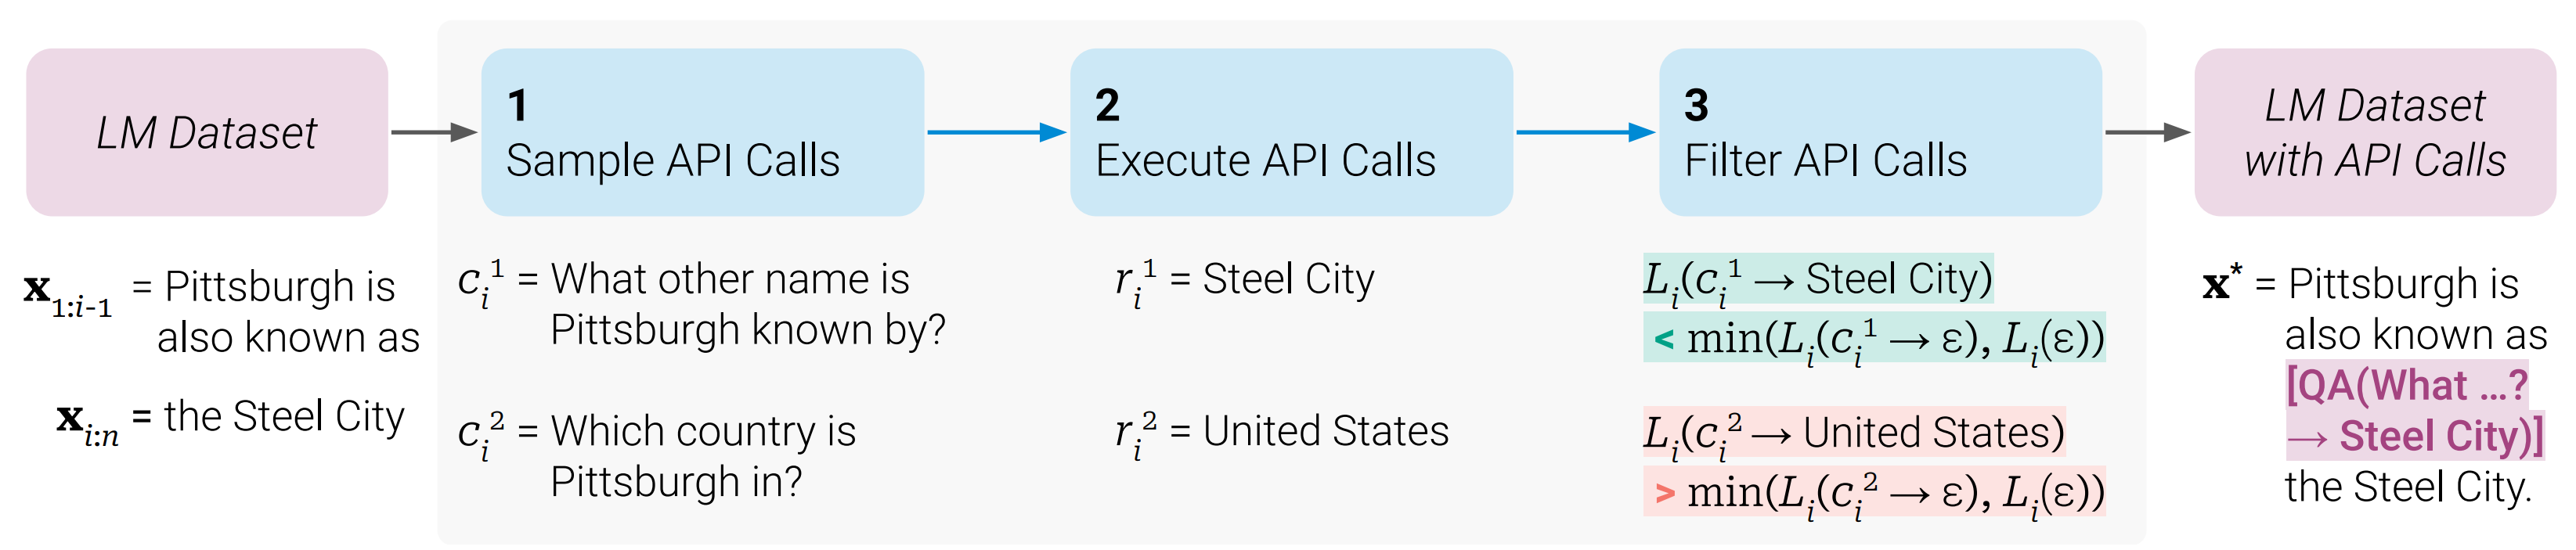 LM Dataset
1
Sample API Calls
2
Execute API Calls
3
Filter API Calls
LM Dataset
with API Calls
x1:i-1 = Pittsburgh is
also known as
xi:n = the Steel City
ci1 = What other name is
Pittsburgh known by?
ci2 = Which country is
Pittsburgh in?
ri1 = Steel City
ri2 = United States
Li(ci1 → Steel City)
< min(Li(ci1 → ε), Li(ε))
Li(ci2 → United States)
> min(Li(ci2 → ε), Li(ε))
x* = Pittsburgh is
also known as
[QA(What ...?
→ Steel City)]
the Steel City.